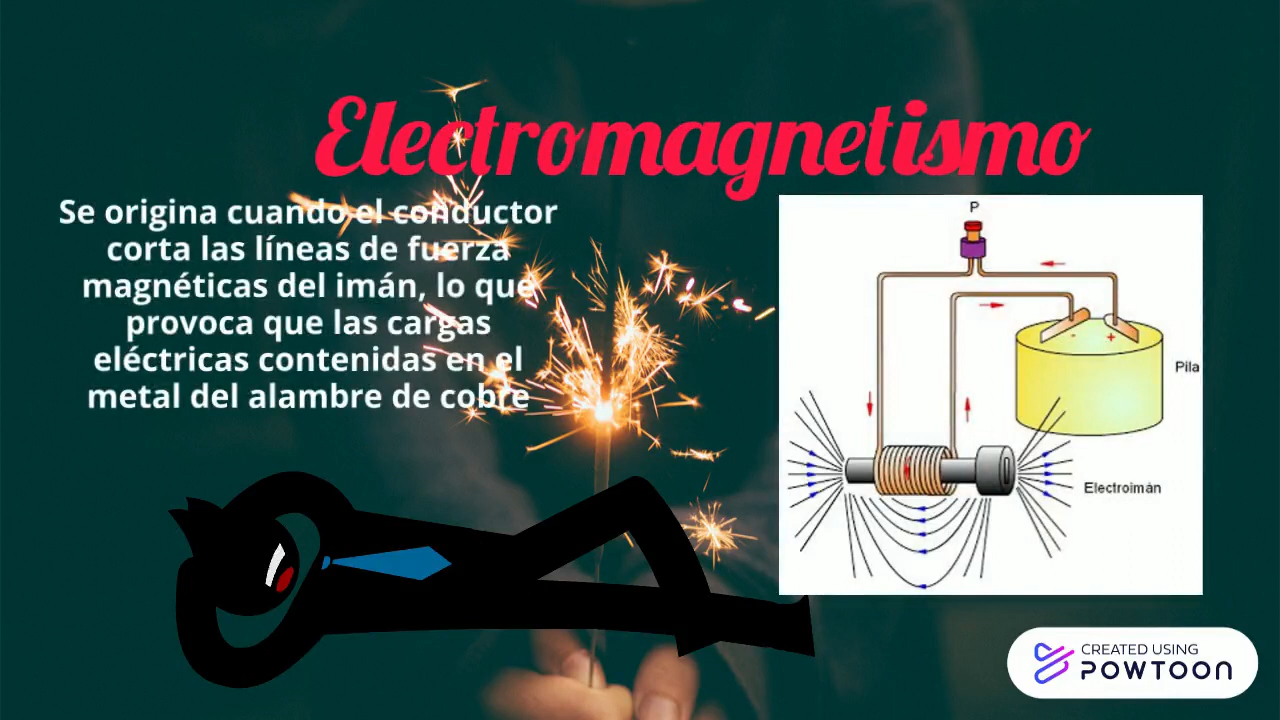 Electromagnetismo
Se origina cuando el conductor
corta las líneas de fuerza
magnéticas del imán, lo que
provoca que las cargas
eléctricas contenidas en el
metal del alambre de cobre
P
- +
Pila
Electroimán
CREATED USING
POWTOON